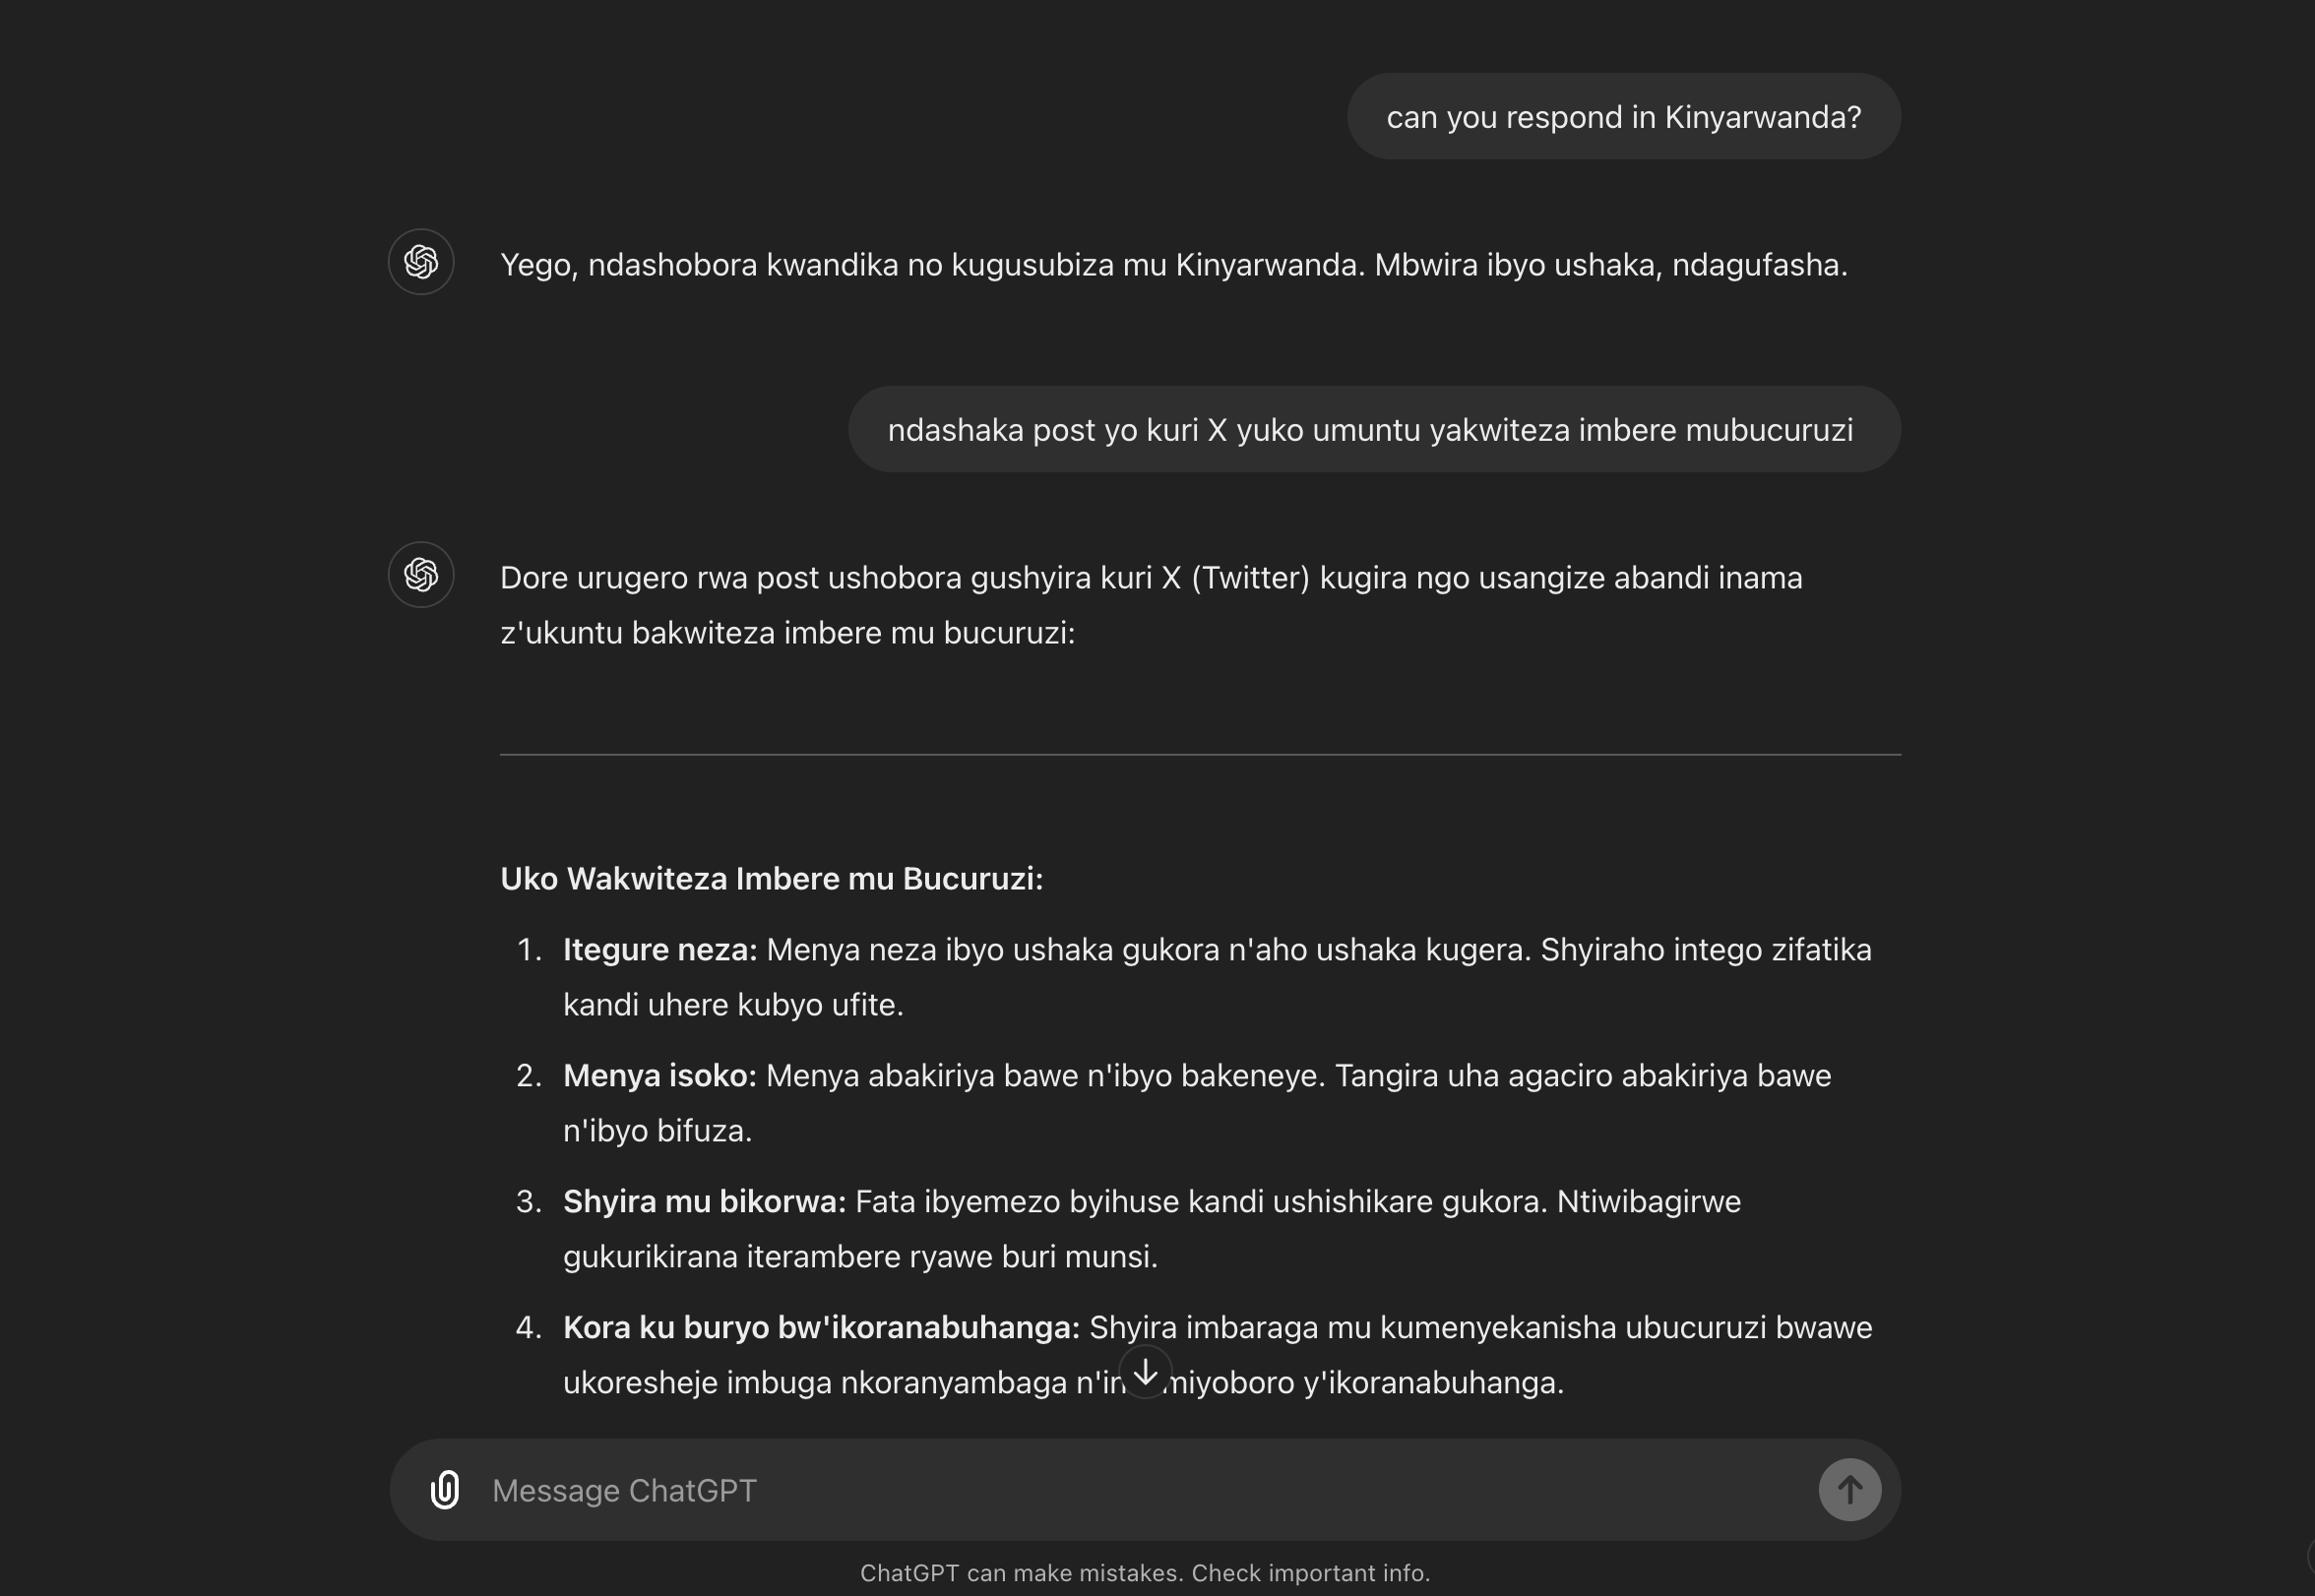 can you respond in Kinyarwanda?
Yego, ndashobora kwandika no kugusubiza mu Kinyarwanda. Mbwira ibyo ushaka, ndagufasha.
ndashaka post yo kuri X yuko umuntu yakwiteza imbere mubucuruzi
Dore urugero rwa post ushobora gushyira kuri X (Twitter) kugira ngo usangize abandi inama
z'ukuntu bakwiteza imbere mu bucuruzi:
Uko Wakwiteza Imbere mu Bucuruzi:
1. Itegure neza: Menya neza ibyo ushaka gukora n'aho ushaka kugera. Shyiraho intego zifatika
kandi uhere kubyo ufite.
2. Menya isoko: Menya abakiriya bawe n'ibyo bakeneye. Tangira uha agaciro abakiriya bawe
n'ibyo bifuza.
3. Shyira mu bikorwa: Fata ibyemezo byihuse kandi ushishikare gukora. Ntiwibagirwe
gukurikirana iterambere ryawe buri munsi.
4. Kora ku buryo bw'ikoranabuhanga: Shyira imbaraga mu kumenyekanisha ubucuruzi bwawe
ukoresheje imbuga nkoranyambaga y'ikoranabuhanga.
Message ChatGPT
ChatGPT can make mistakes. Check important info.